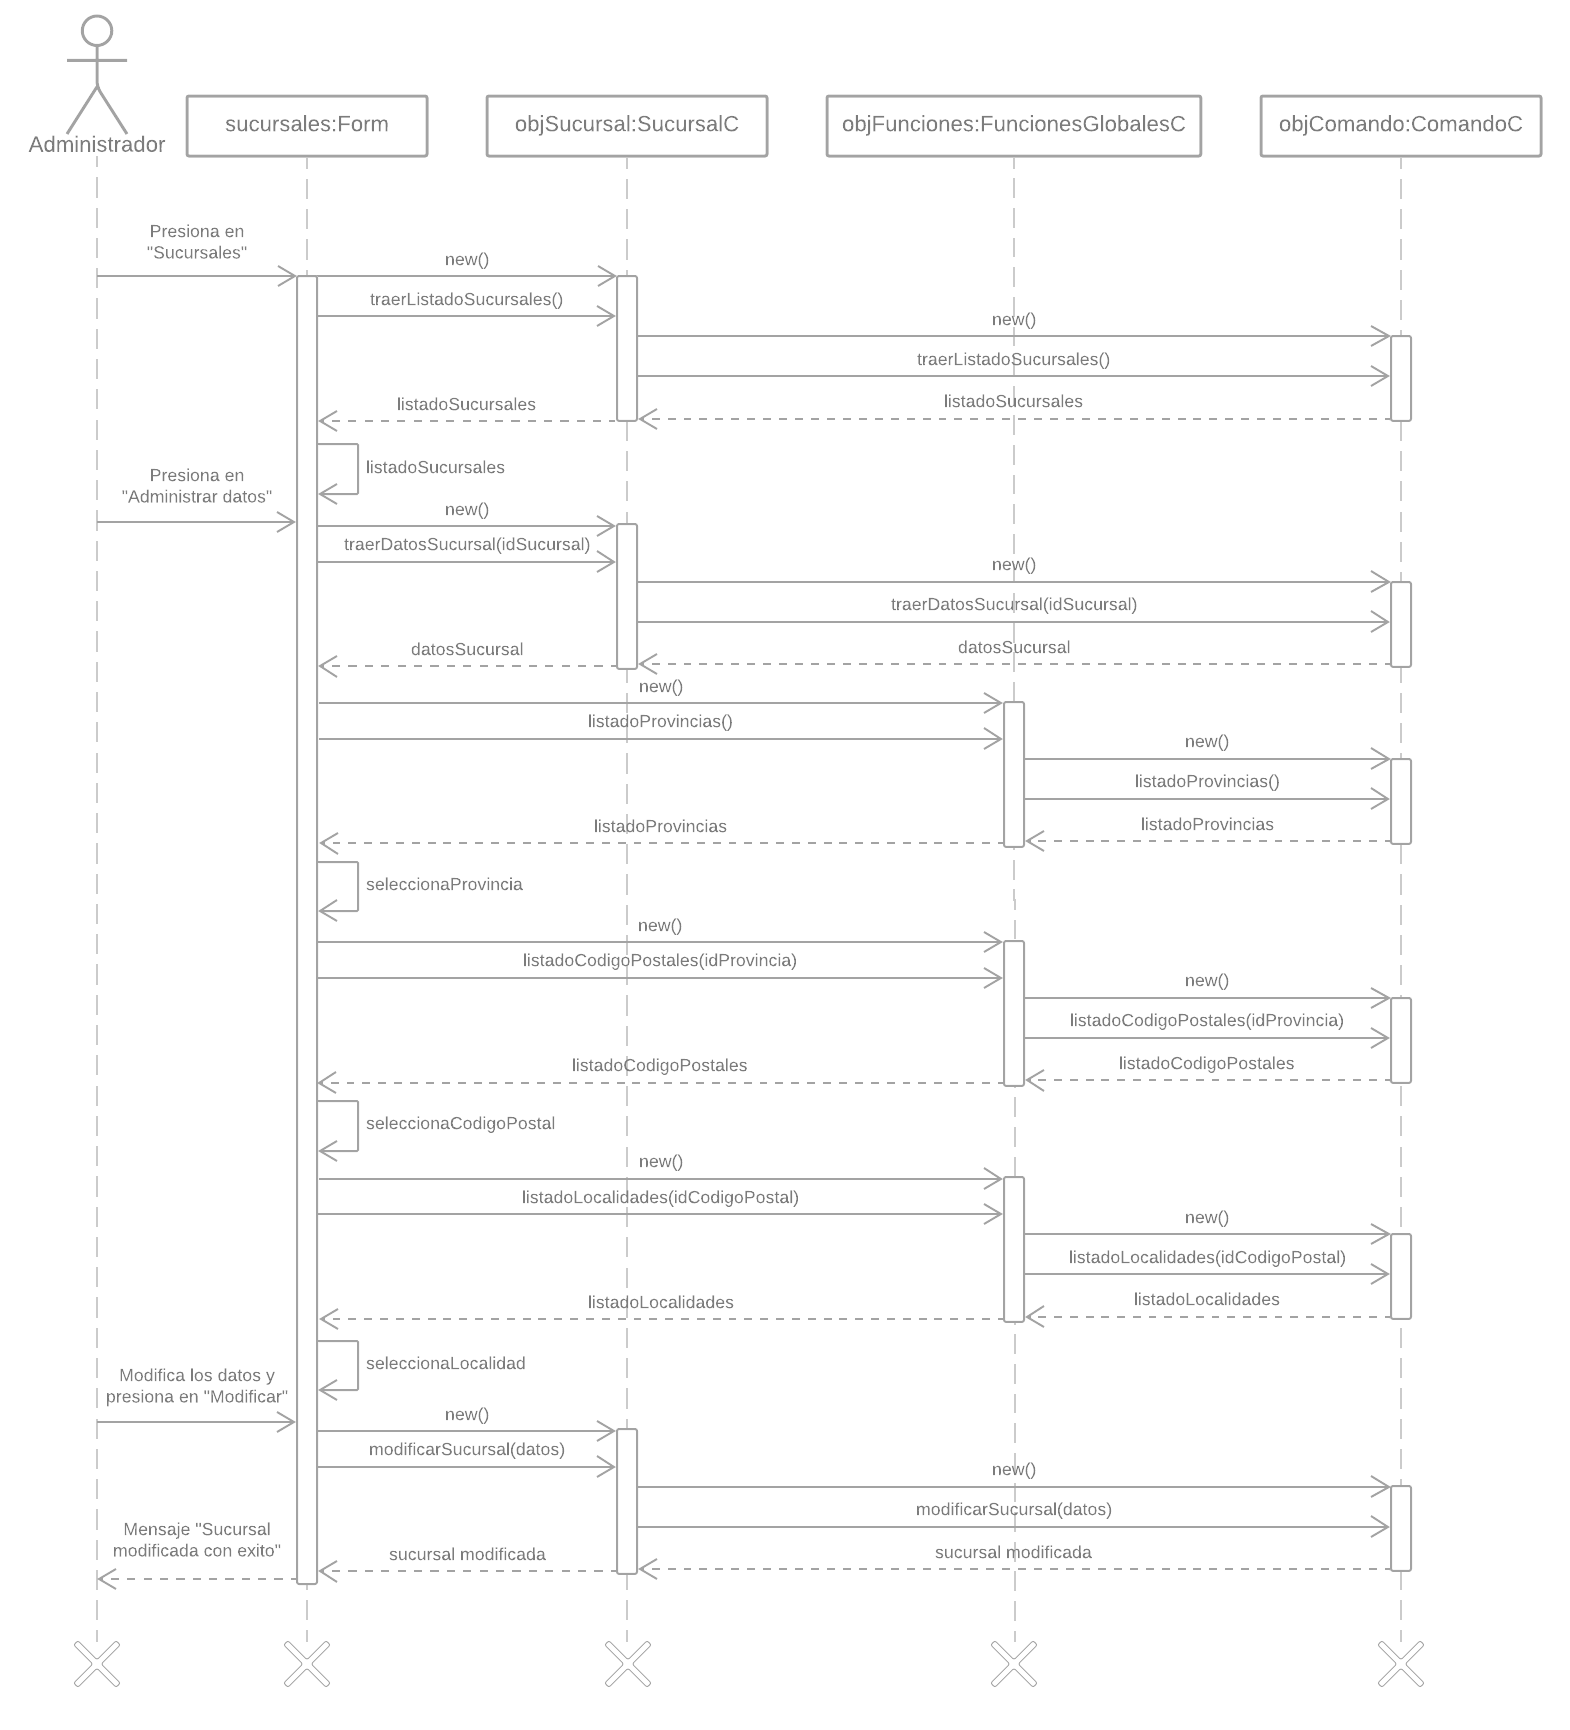 Administrador
sucursales:Form
objSucursal:SucursalC
objFunciones:FuncionesGlobalesC
objComando:ComandoC
Presiona en
"Sucursales"
new()
traerListadoSucursales()
new()
traerListadoSucursales()
listadoSucursales
listadoSucursales
listadoSucursales
Presiona en
"Administrar datos"
new()
traerDatosSucursal(idSucursal)
new()
traerDatosSucursal(idSucursal)
datosSucursal
datosSucursal
new()
listadoProvincias()
new()
listadoProvincias()
listadoProvincias
listadoProvincias
seleccionaProvincia
new()
listadoCodigoPostales(idProvincia)
new()
listadoCodigoPostales(idProvincia)
listadoCodigoPostales
listadoCodigoPostales
seleccionaCodigoPostal
new()
listadoLocalidades(idCodigoPostal)
new()
listadoLocalidades(idCodigoPostal)
listadoLocalidades
listadoLocalidades
seleccionaLocalidad
Modifica los datos y
presiona en "Modificar"
new()
modificarSucursal(datos)
new()
modificarSucursal(datos)
sucursal modificada
sucursal modificada
Mensaje "Sucursal
modificada con exito"